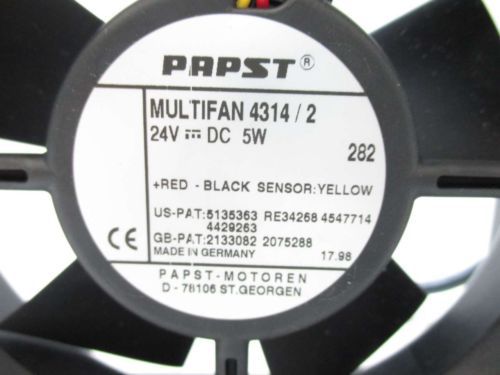 PAPST ®
MULTIFAN 4314 / 2
24V ⎓ DC 5W
282
+RED - BLACK SENSOR:YELLOW
US-PAT:5135363 RE34268 4547714
4429263
GB-PAT:2133082 2075288
CE MADE IN GERMANY 17.98
PAPST-MOTOREN
D - 78106 ST.GEORGEN